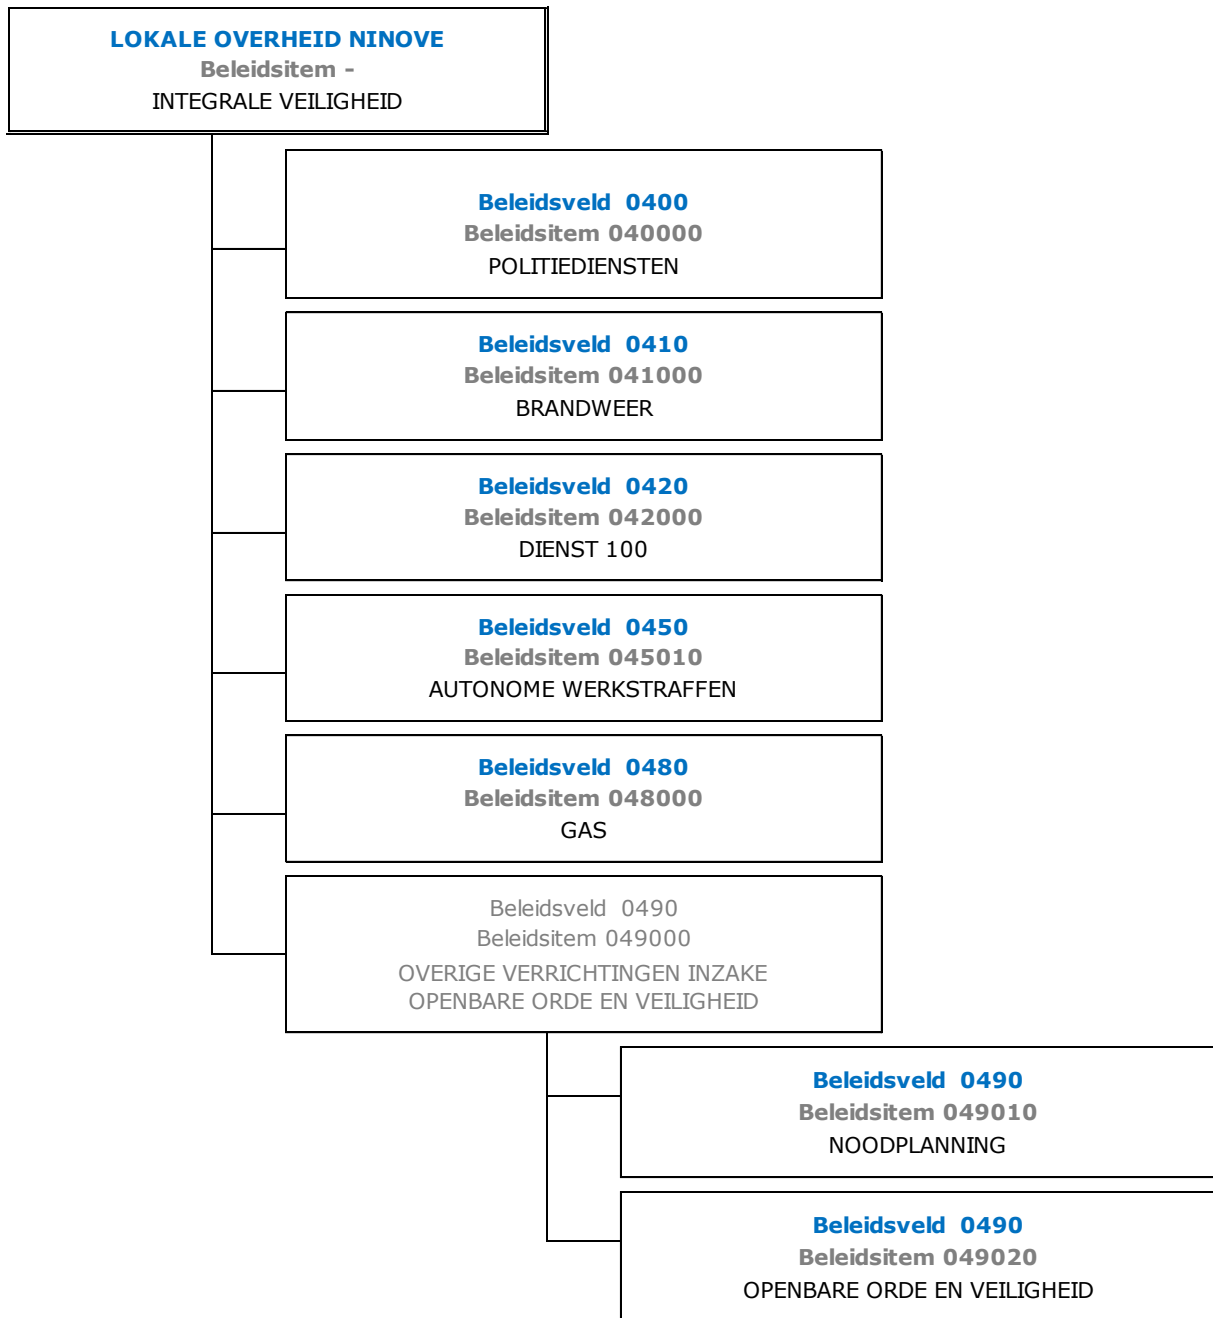 LOKALE OVERHEID NINOVE
Beleidsitem -
INTEGRALE VEILIGHEID
Beleidsveld 0400
Beleidsitem 040000
POLITIEDIENSTEN
Beleidsveld 0410
Beleidsitem 041000
BRANDWEER
Beleidsveld 0420
Beleidsitem 042000
DIENST 100
Beleidsveld 0450
Beleidsitem 045010
AUTONOME WERKSTRAFFEN
Beleidsveld 0480
Beleidsitem 048000
GAS
Beleidsveld 0490
Beleidsitem 049000
OVERIGE VERRICHTINGEN INZAKE
OPENBARE ORDE EN VEILIGHEID
Beleidsveld 0490
Beleidsitem 049010
NOODPLANNING
Beleidsveld 0490
Beleidsitem 049020
OPENBARE ORDE EN VEILIGHEID